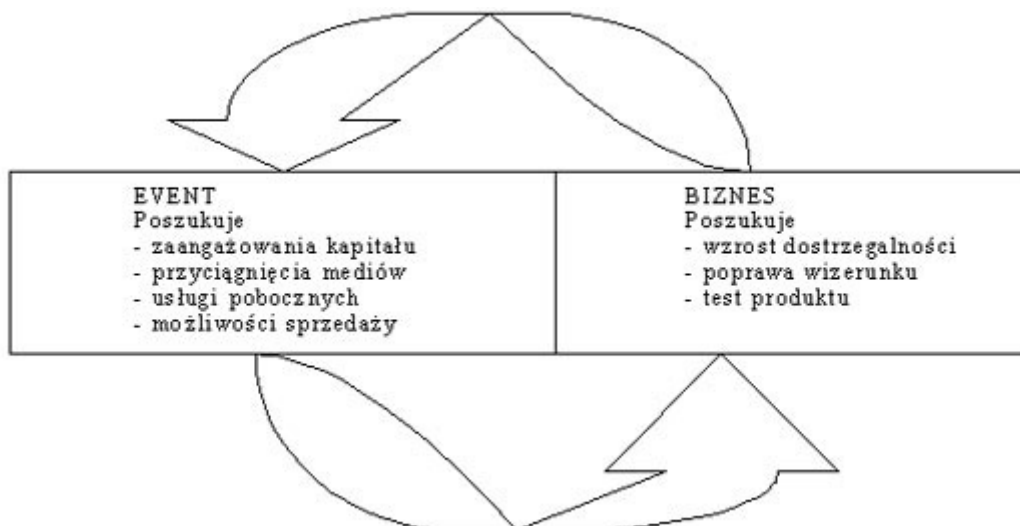 EVENT
Poszukuje
- zaangażowania kapitału
- przyciągnięcia mediów
- usługi pobocznych
- możliwości sprzedaży
BIZNES
Poszukuje
- wzrost dostrzegalności
- poprawa wizerunku
- test produktu